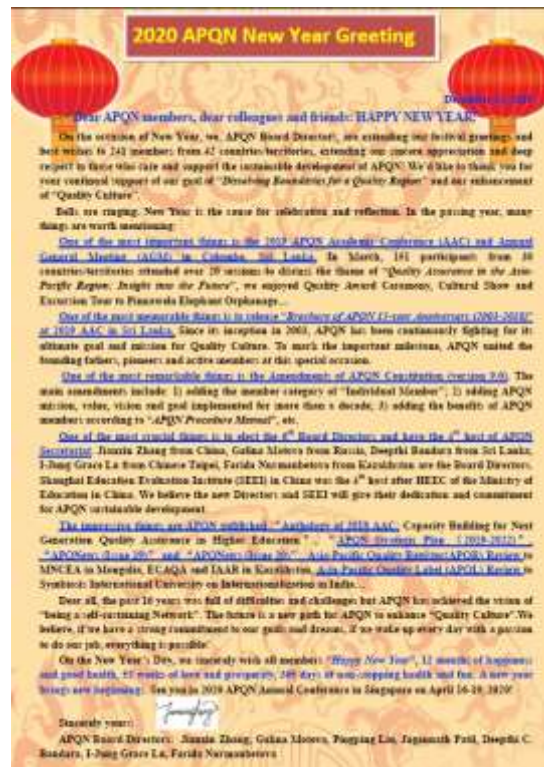 2020 APQN New Year Greeting
Dear APQN members, dear colleagues and friends: HAPPY NEW YEAR!
On the occasion of New Year, we, APQN Board Directors, are extending our festival greetings and
best wishes to 248 members from 42 countries/territories, extending our sincere appreciation and deep
respect to those who care and support the sustainable development of APQN! We'd like to thank you for
your continual support of our goal of "Dissolving Boundaries for a Quality Region" and our enhancement
of "Quality Culture".
Bells are ringing. New Year is the cause for celebration and reflection. In the passing year, many
things are worth mentioning:
One of the most important things is the 2019 APQN Academic Conference (AAC) and Annual
General Meeting (AGM) in Colombo, Sri Lanka. In March, 191 participants from 30
countries/territories attended over 20 sessions to discuss the theme of "Quality Assurance in the Asia-
Pacific Region: Insight into the Future", we enjoyed Quality Award Ceremony, Cultural Show and
Excursion Tour to Pinnawala Elephant Orphanage…
One of the most memorable things is to release "Brochure of APQN 15-year Anniversary (2003-2018)"
at 2019 AAC in Sri Lanka. Since its inception in 2003, APQN has been continuously fighting for its
ultimate goal and mission for Quality Culture. To mark the important milestone, APQN united the
founding fathers, pioneers and active members at this special occasion.
One of the most remarkable things is the Amendments of APQN Constitution (version 9.0). The
main amendments include: 1) adding the member category of "Individual Member"; 2) adding APQN
mission, value, vision and goal implemented for more than a decade; 3) adding the benefits of APQN
members according to "APQN Procedure Manual", etc.
One of the most crucial things is to elect the 6th Board Directors and have the host of APQN
Secretariat. Jianxin Zhang from China, Galina Motova from Russia, Deepthi Bandara from Sri Lanka,
I-Jung Grace Lu from Chinese Taipei, Farida Nurmanbetova from Kazakhstan are the Board Directors.
Shanghai Education Evaluation Institute (SEEI) in China was the host after HEEC of the Ministry of
Education in China. We believe the new Directors and SEEI will give their dedication and commitment
for APQN sustainable development.
The innovative things are APQN published "Anthology of 2018 AAC: Capacity Building for Next
Generation Quality Assurance in Higher Education", "APQN Strategic Plan (2020-2022)",
"APQNews (Issue and "APQNews (Issue Asia-Pacific Quality Register (APQR) Review to
MNCEA in Mongolia, ECAQA and IAAR in Kazakhstan, Asia-Pacific Quality Label (APQL) Review to
Symbiosis International University on Internationalization in India…
Dear all, the past 16 years was full of difficulties and challenges but APQN has achieved the vision of
"being a self-sustaining Network". The future is a new path for APQN to enhance "Quality Culture". We
believe, if we have a strong commitment to our goals and dreams, if we wake up every day with a passion
to do our job, everything is possible!
On the New Year's Day, we sincerely wish all members "Happy New Year", 12 months of happiness
and good health, 52 weeks of love and prosperity, 365 days of non-stopping health and fun. A new year
brings new beginning! See you in 2020 APQN Annual Conference in Singapore on April 16-19, 2020!
Sincerely yours:
APQN Board Directors: Jianxin Zhang, Galina Motova, Pingping Lin, Jagannath Patil, Deepthi C.
Bandara, I-Jung Grace Lu, Farida Nurmanbetova